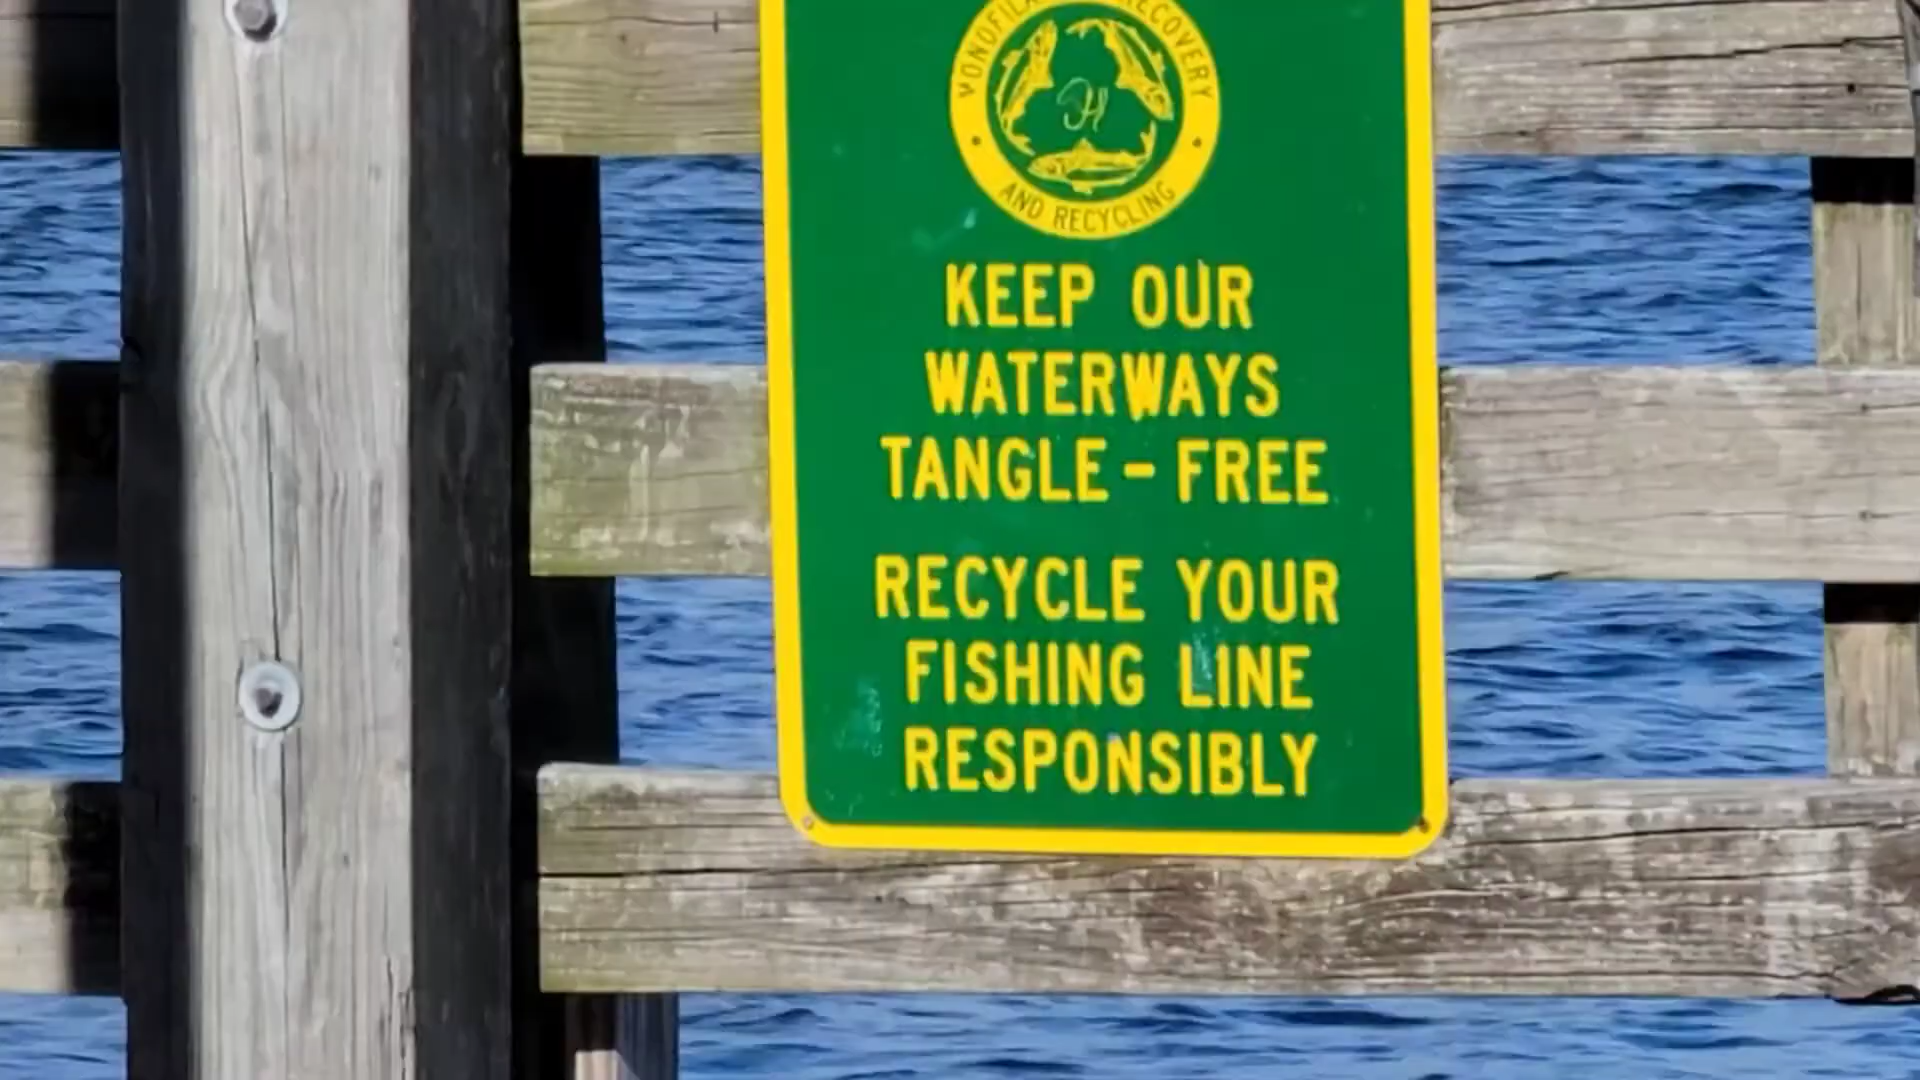 RECOVERY
AND RECYCLING
KEEP OUR
WATERWAYS
TANGLE - FREE
RECYCLE YOUR
FISHING LINE
RESPONSIBLY